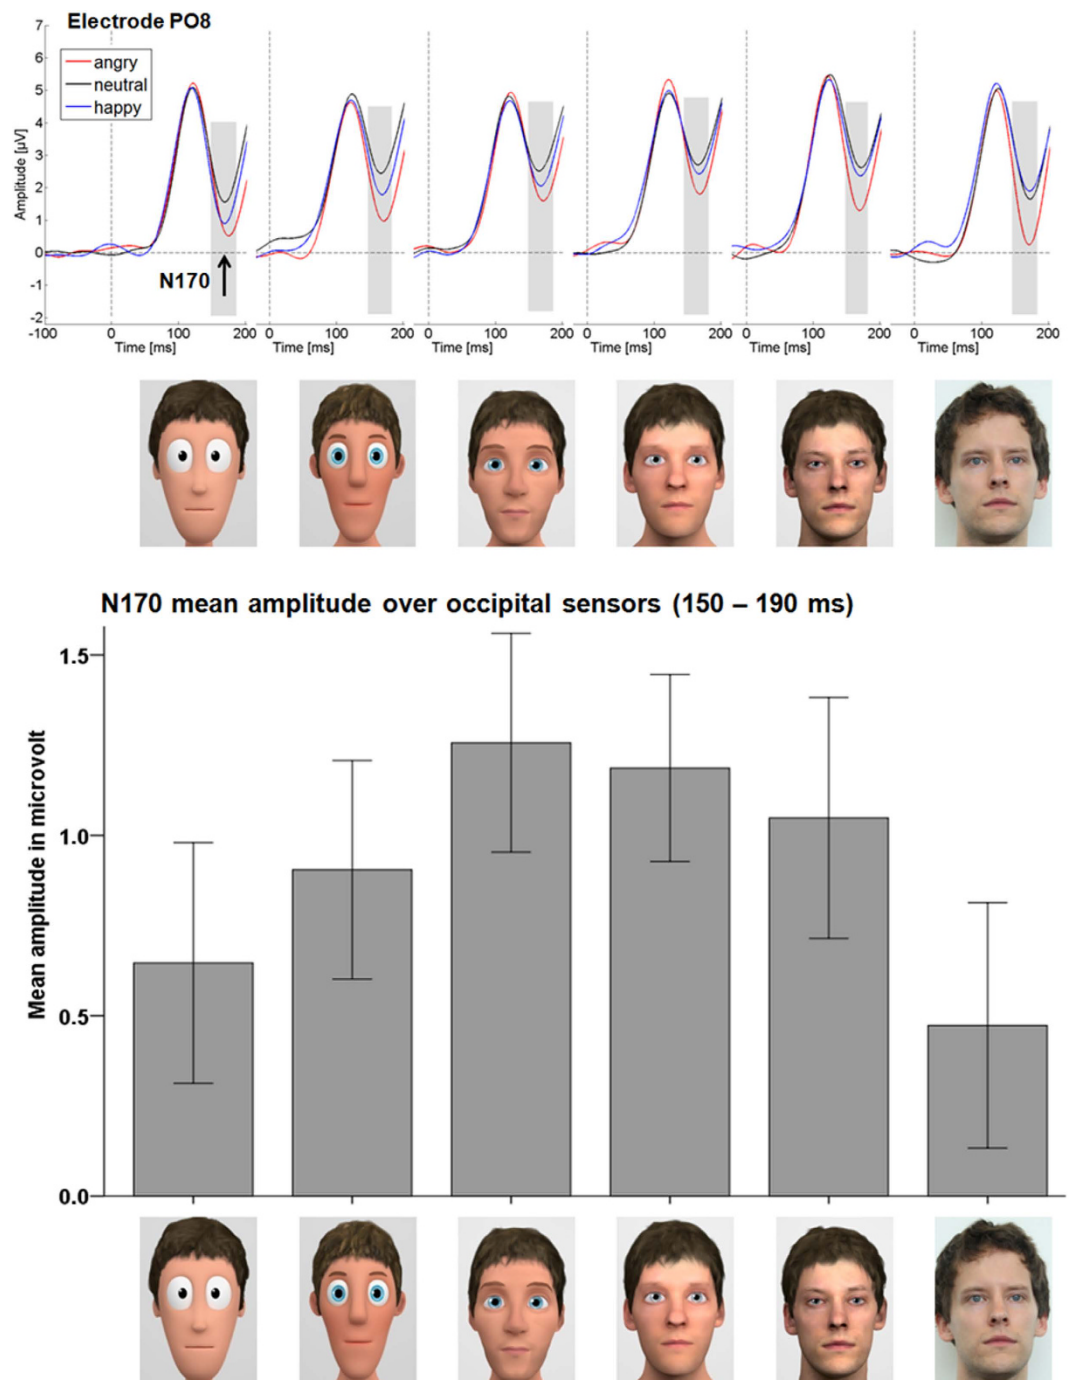 Electrode PO8
angry
neutral
happy
Amplitude [µV]
7
6
5
4
3
2
1
0
-1
-2
N170
-100 0 100 200 0 100 200 0 100 200 0 100 200 0 100 200 0 100 200
Time [ms] Time [ms] Time [ms] Time [ms] Time [ms] Time [ms]
N170 mean amplitude over occipital sensors (150 – 190 ms)
Mean amplitude in microvolt
1.5
1.0
0.5
0.0